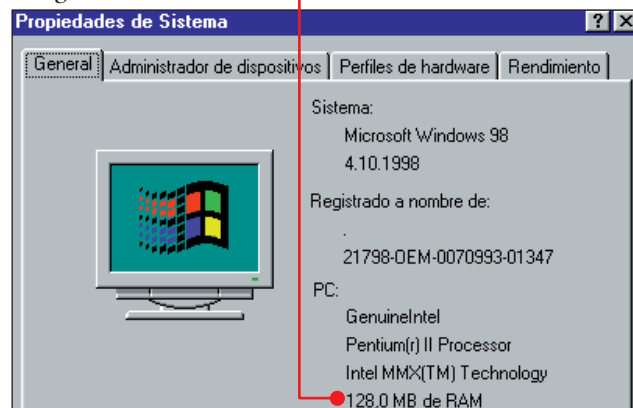 Propiedades de Sistema
General Administrador de dispositivos Perfiles de hardware Rendimiento
Sistema:
Microsoft Windows 98
4.10.1998
Registrado a nombre de:
.
21798-OEM-0070993-01347
PC:
GenuineIntel
Pentium(r) II Processor
Intel MMX(TM) Technology
128.0 MB de RAM